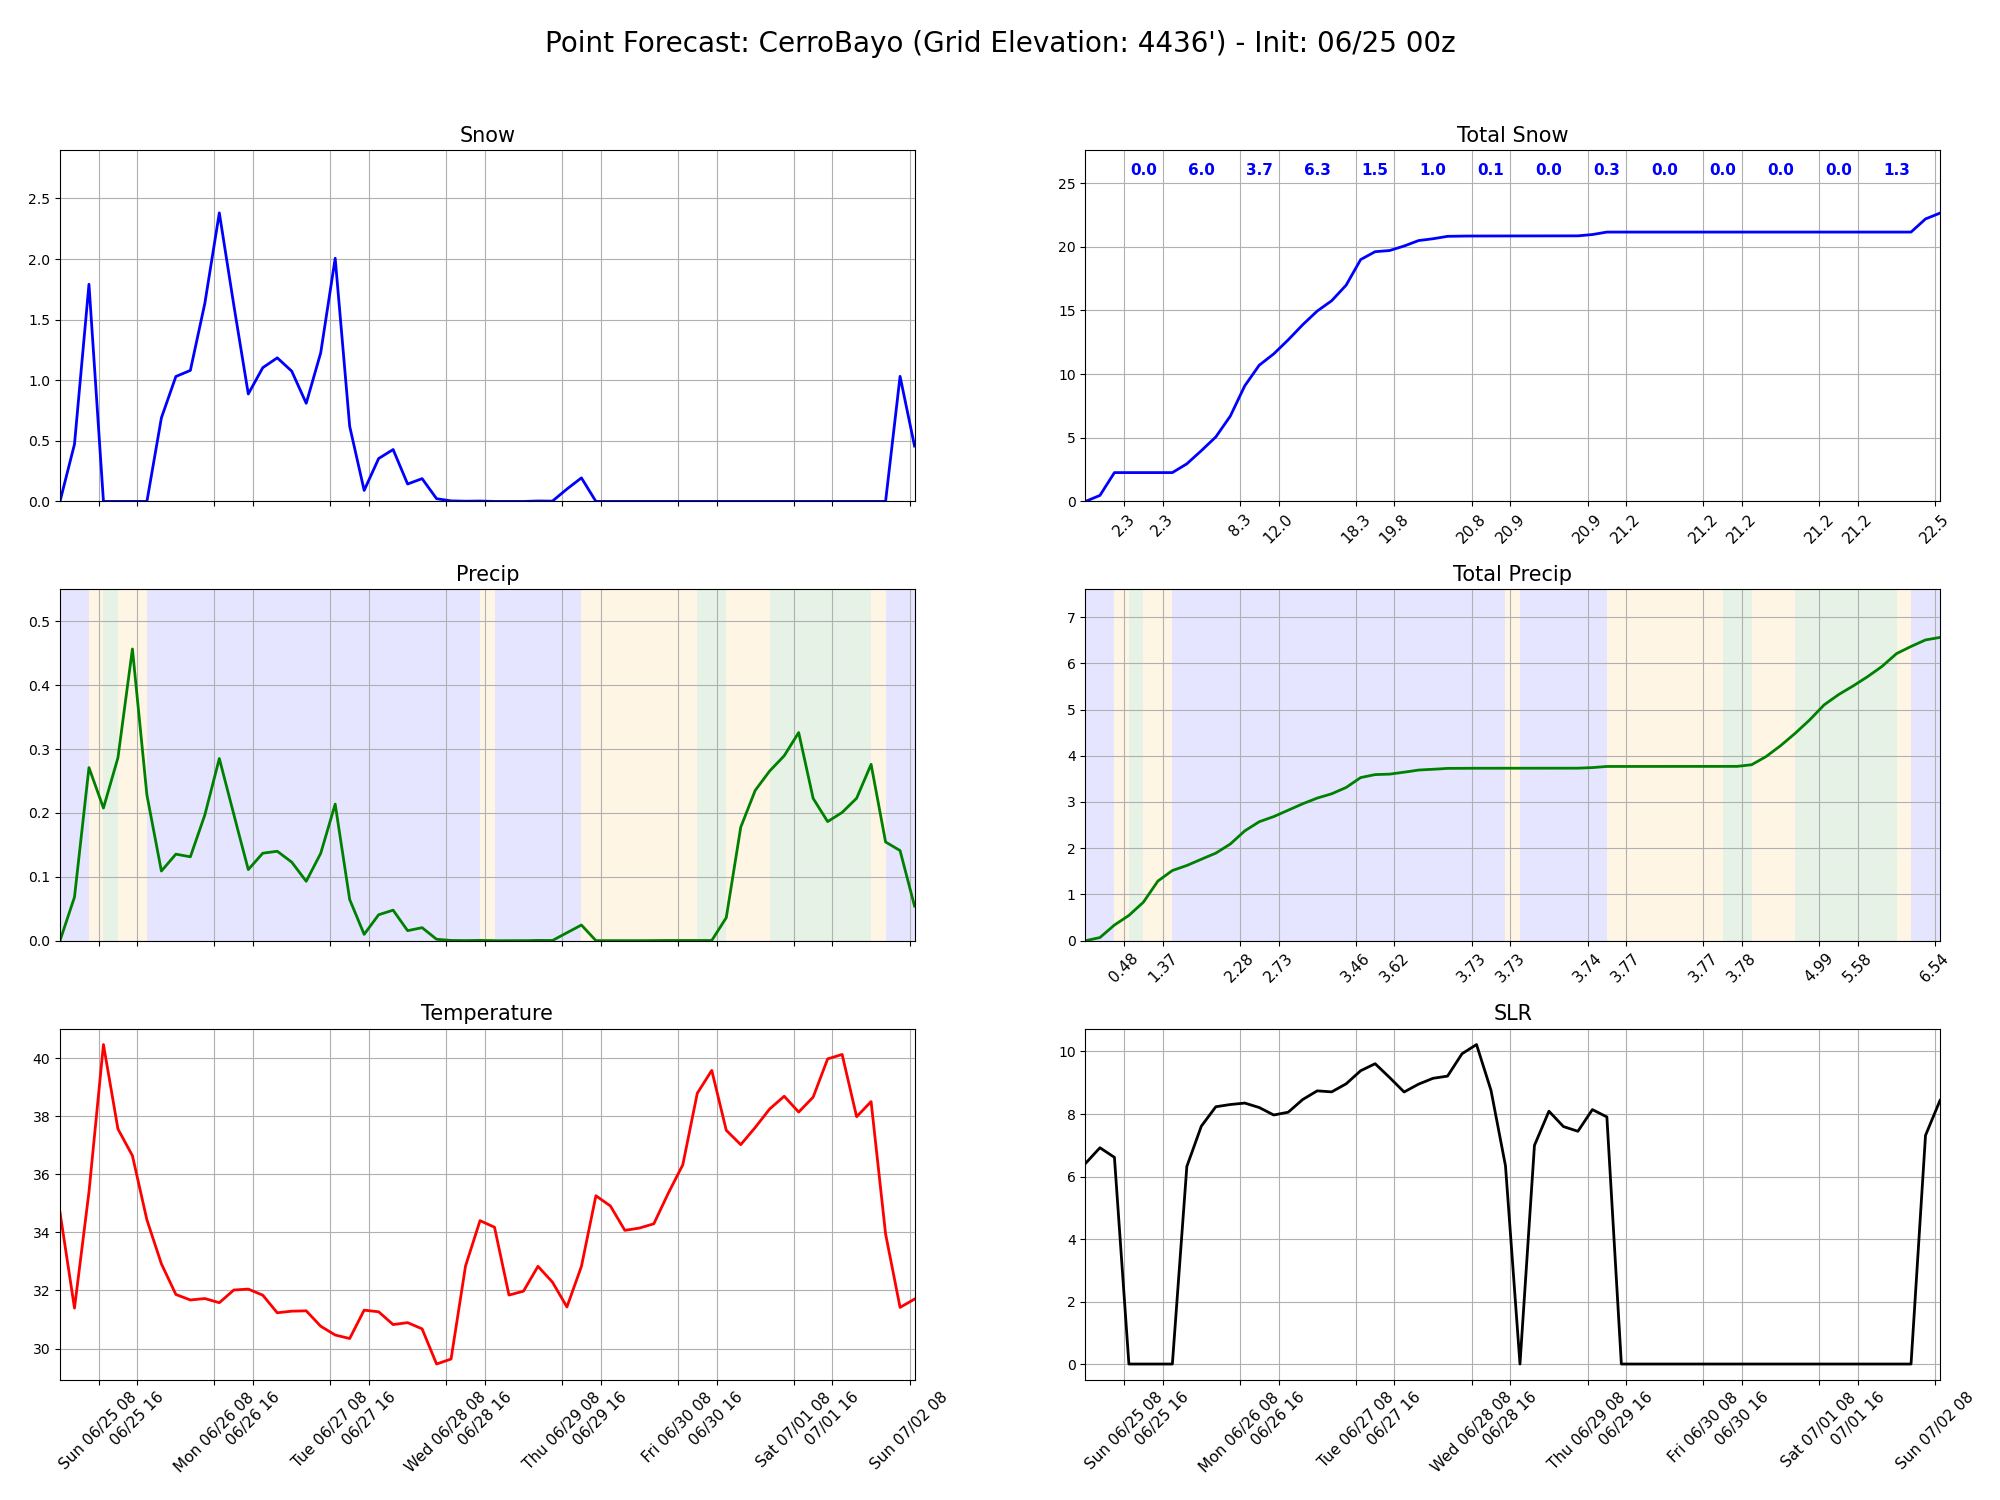 Point Forecast: CerroBayo (Grid Elevation: 4436') - Init: 06/25 00z
Snow
2.5
2.0
1.5
1.0
0.5
0.0
Total Snow
0.0 6.0 3.7 6.3 1.5 1.0 0.1 0.0 0.3 0.0 0.0 0.0 0.0 1.3
25
20
15
10
5
0
2.3 2.3 8.3 12.0 18.3 19.8 20.8 20.9 20.9 21.2 21.2 21.2 21.2 21.2 22.5
Precip
0.5
0.4
0.3
0.2
0.1
0.0
Total Precip
7
6
5
4
3
2
1
0
0.48 1.37 2.28 2.73 3.46 3.62 3.73 3.73 3.74 3.77 3.77 3.78 4.99 5.58 6.54
Temperature
40
38
36
34
32
30
Sun 06/25 08
06/25 16
Mon 06/26 08
06/26 16
Tue 06/27 08
06/27 16
Wed 06/28 08
06/28 16
Thu 06/29 08
06/29 16
Fri 06/30 08
06/30 16
Sat 07/01 08
07/01 16
Sun 07/02 08
SLR
10
8
6
4
2
0
Sun 06/25 08
06/25 16
Mon 06/26 08
06/26 16
Tue 06/27 08
06/27 16
Wed 06/28 08
06/28 16
Thu 06/29 08
06/29 16
Fri 06/30 08
06/30 16
Sat 07/01 08
07/01 16
Sun 07/02 08